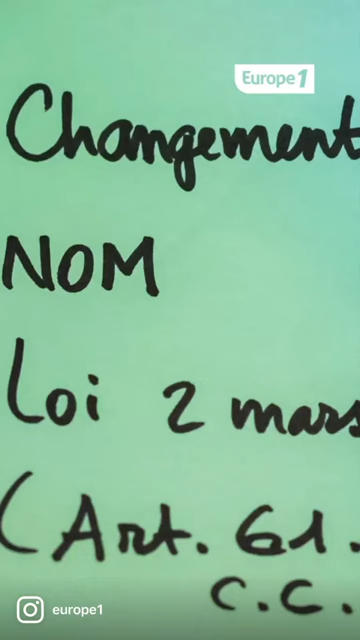 Europe 1
Changement
NOM
Loi 2 mars
(Art. 61.
C.C.
europe1